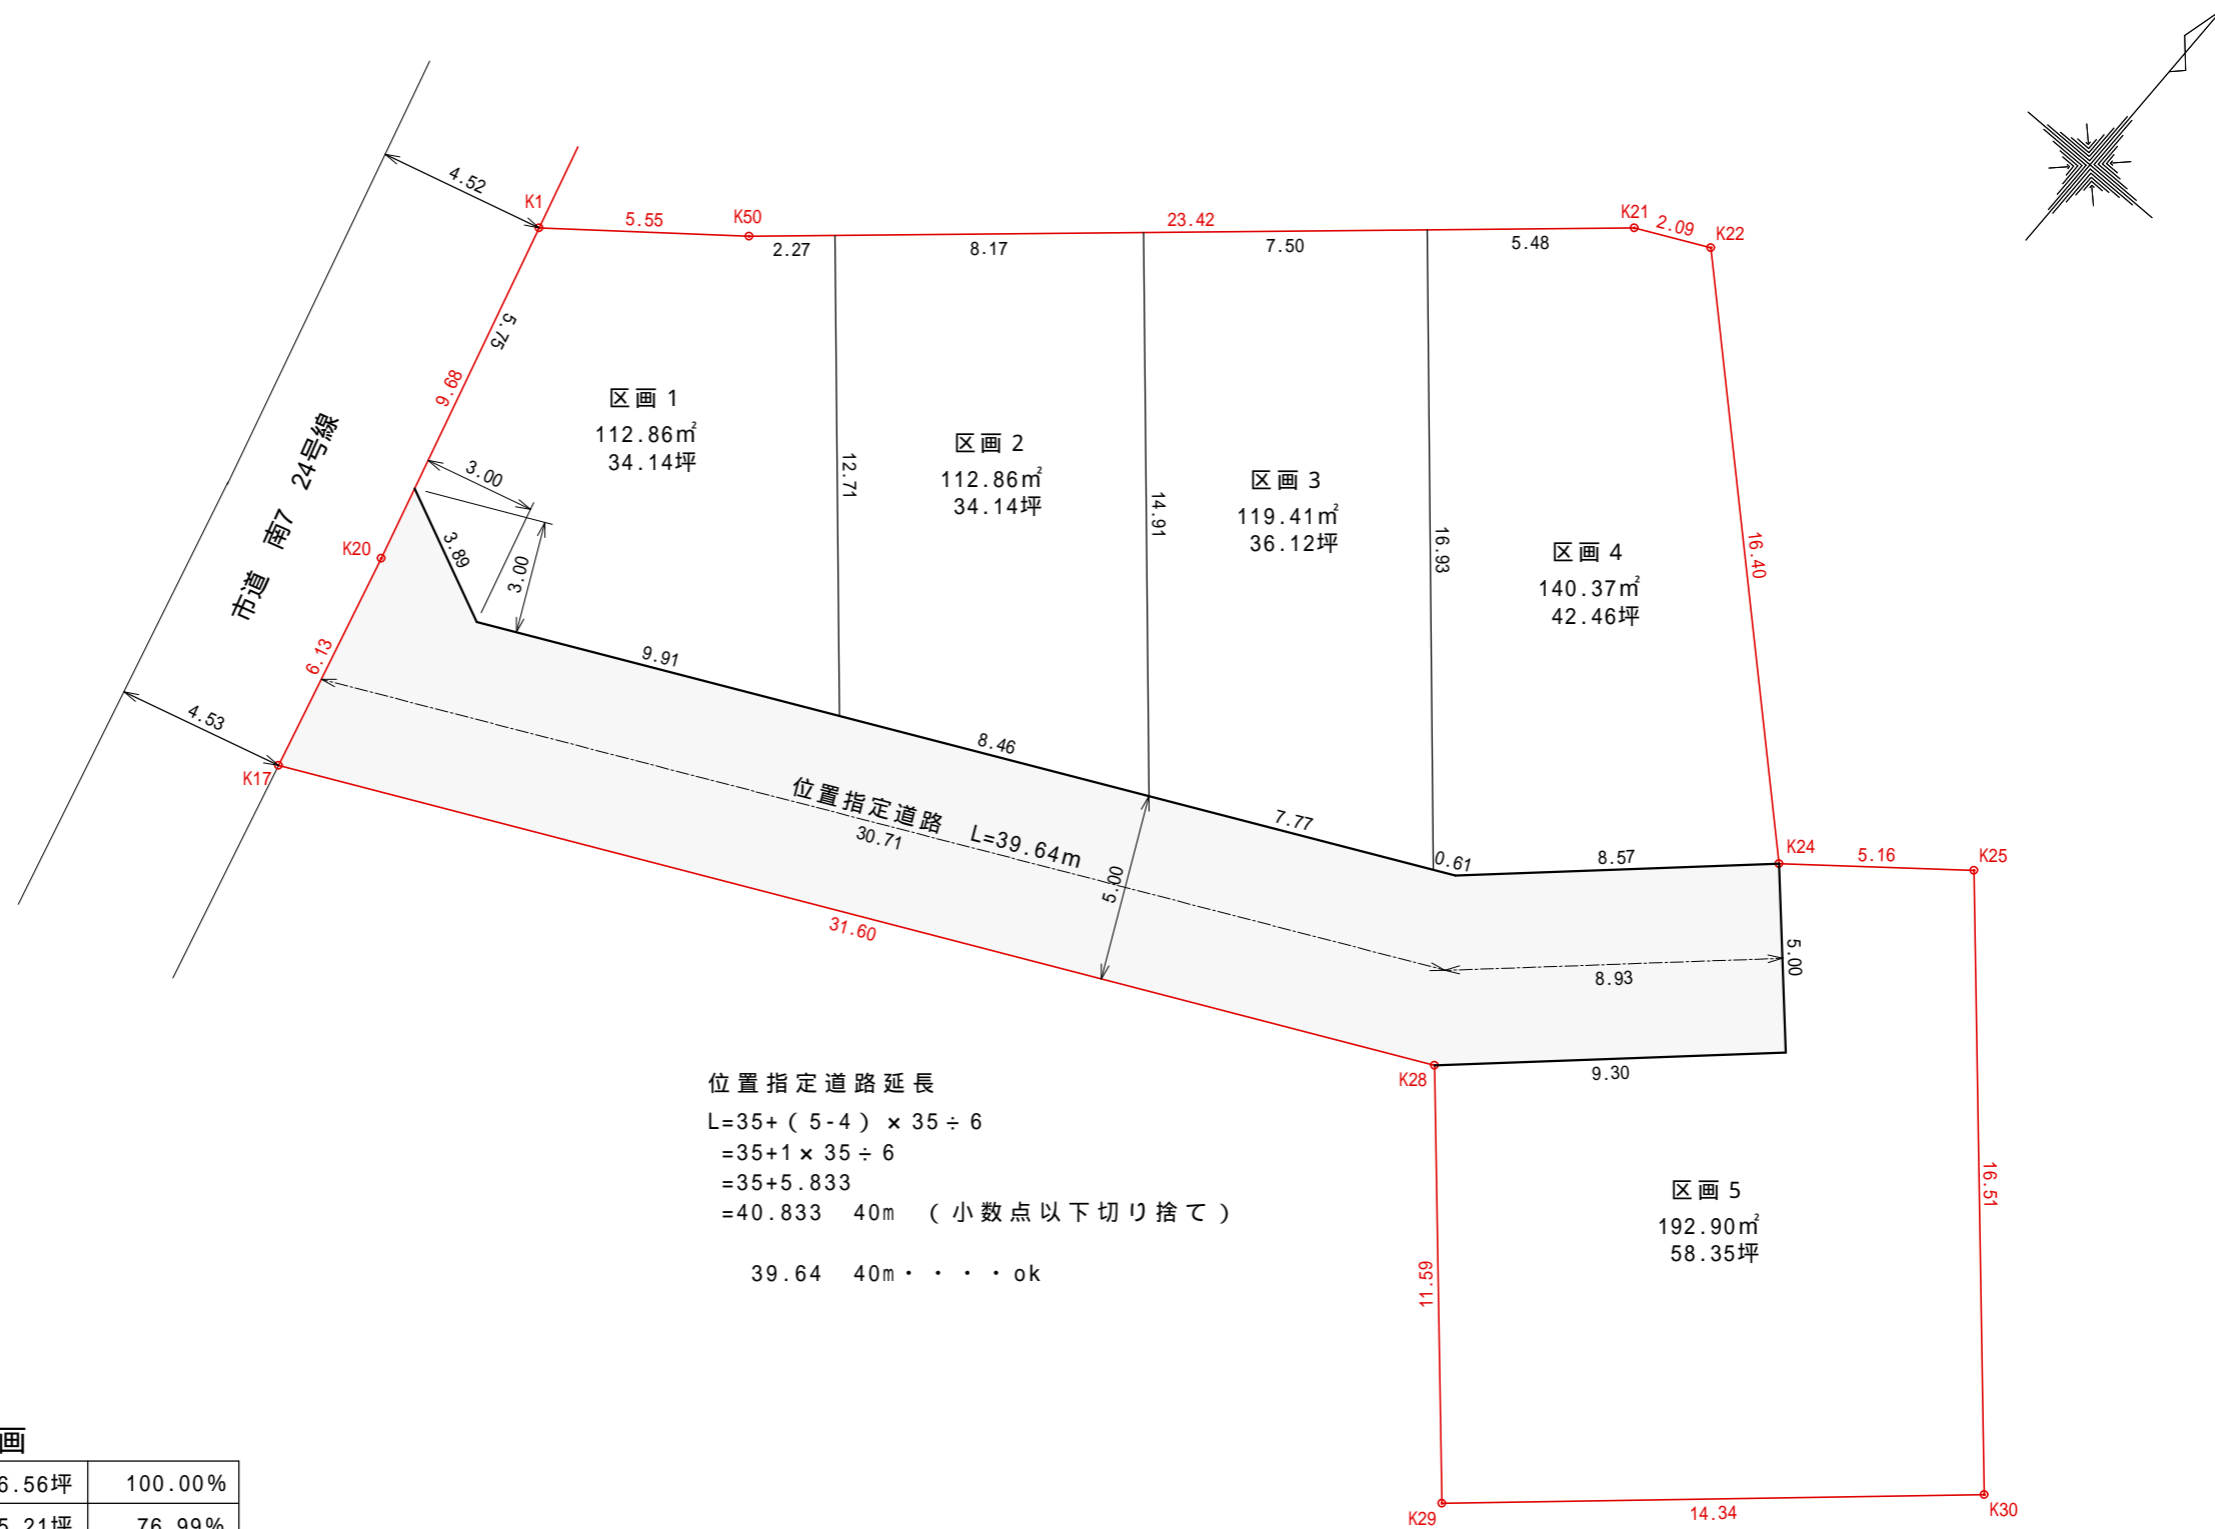 4.52
K1
5.55
K50
23.42
K21
2.09
K22
2.27
8.17
7.50
5.48
5.75
9.68
区画1
112.86㎡
34.14坪
区画2
112.86㎡
34.14坪
区画3
119.41㎡
36.12坪
区画4
140.37㎡
42.46坪
12.71
14.91
16.93
16.40
3.00
3.00
3.89
市道 南7 24号線
K20
6.13
4.53
K17
9.91
8.46
7.77
0.61
8.57
K24
5.16
K25
位置指定道路 L=39.64m
30.71
5.00
31.60
8.93
5.00
K28
9.30
位置指定道路延長
L=35+(5-4)×35÷6
=35+1×35÷6
=35+5.833
=40.833 40m (小数点以下切り捨て)
39.64 40m・・・・ok
区画5
192.90㎡
58.35坪
11.59
16.51
K29
14.34
K30
画
6.56坪 100.00%
5.21坪 76.99%